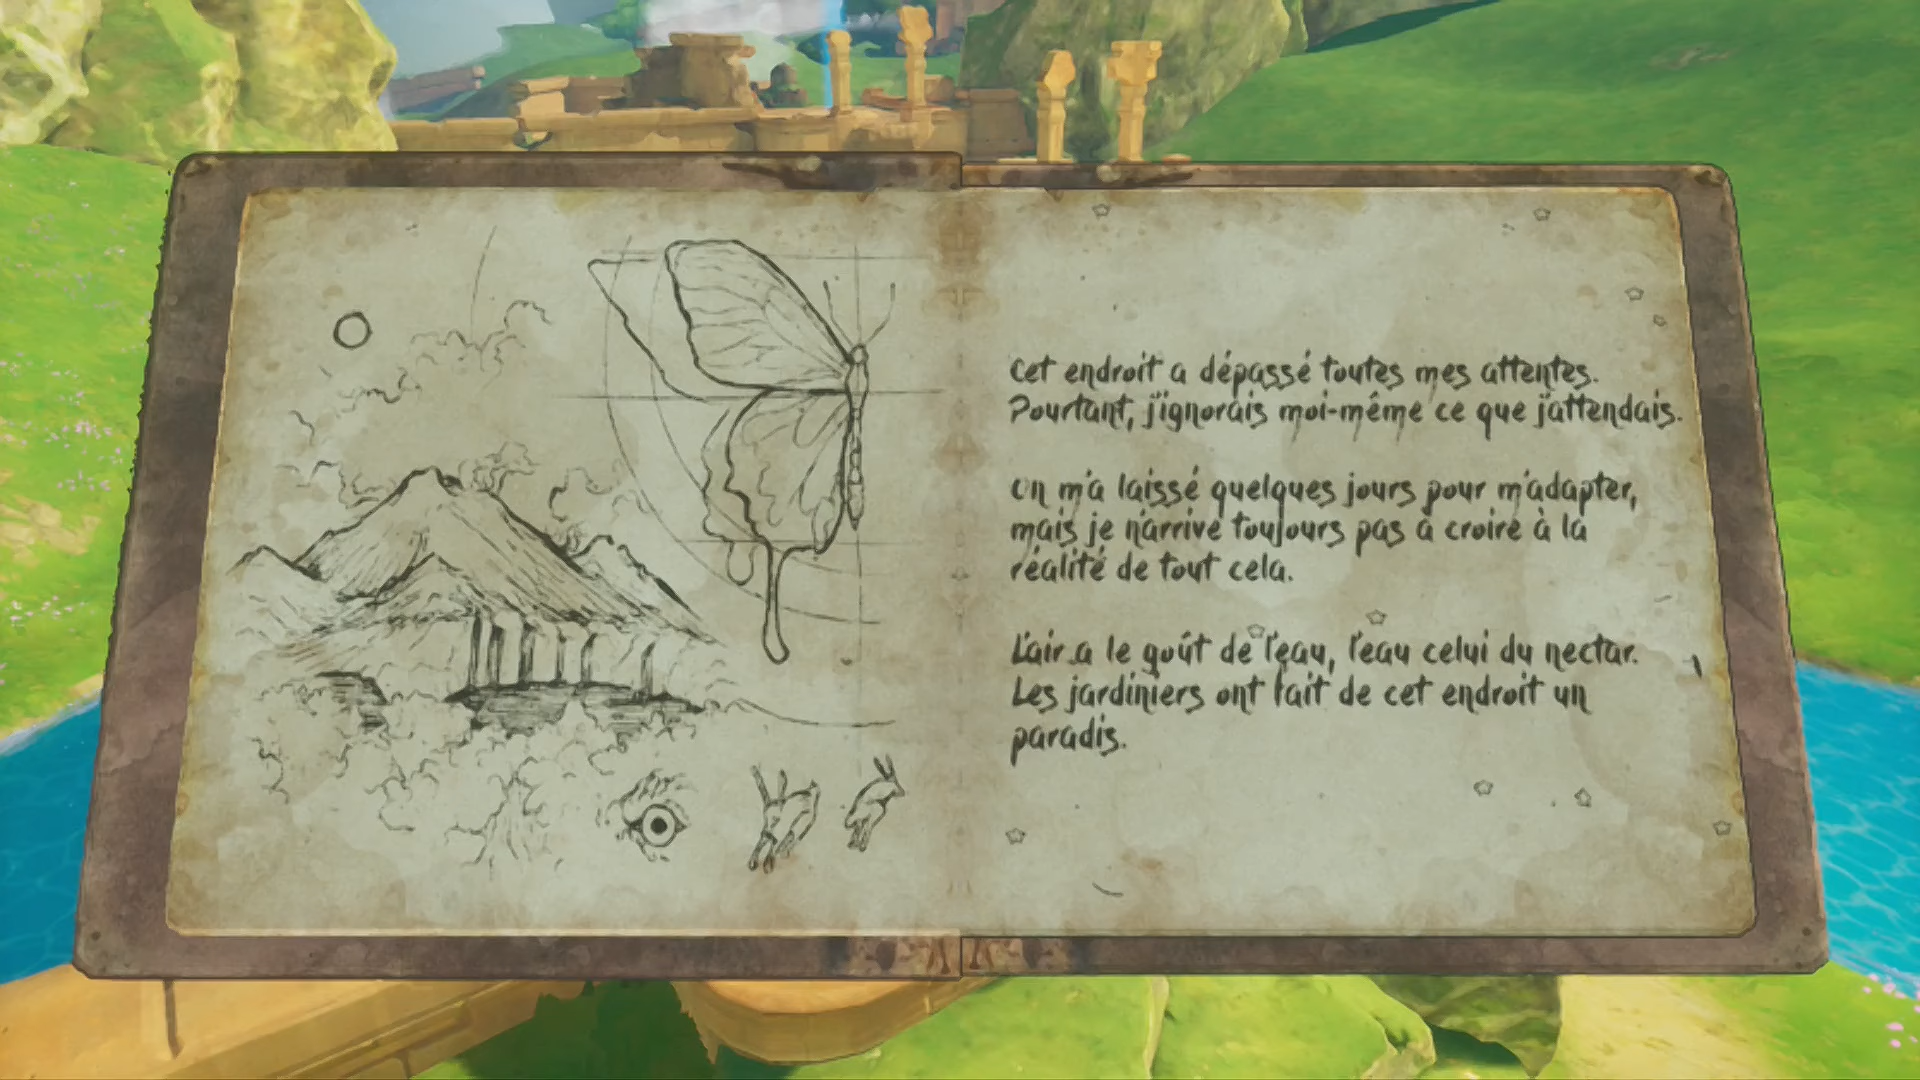 Cet endroit a dépassé toutes mes attentes.
Pourtant, j'ignorais moi-même ce que j'attendais.
On m'a laissé quelques jours pour m'adapter,
mais je n'arrive toujours pas à croire à la
réalité de tout cela.
L'air a le goût de l'eau, l'eau celui du nectar.
Les jardiniers ont fait de cet endroit un
paradis.